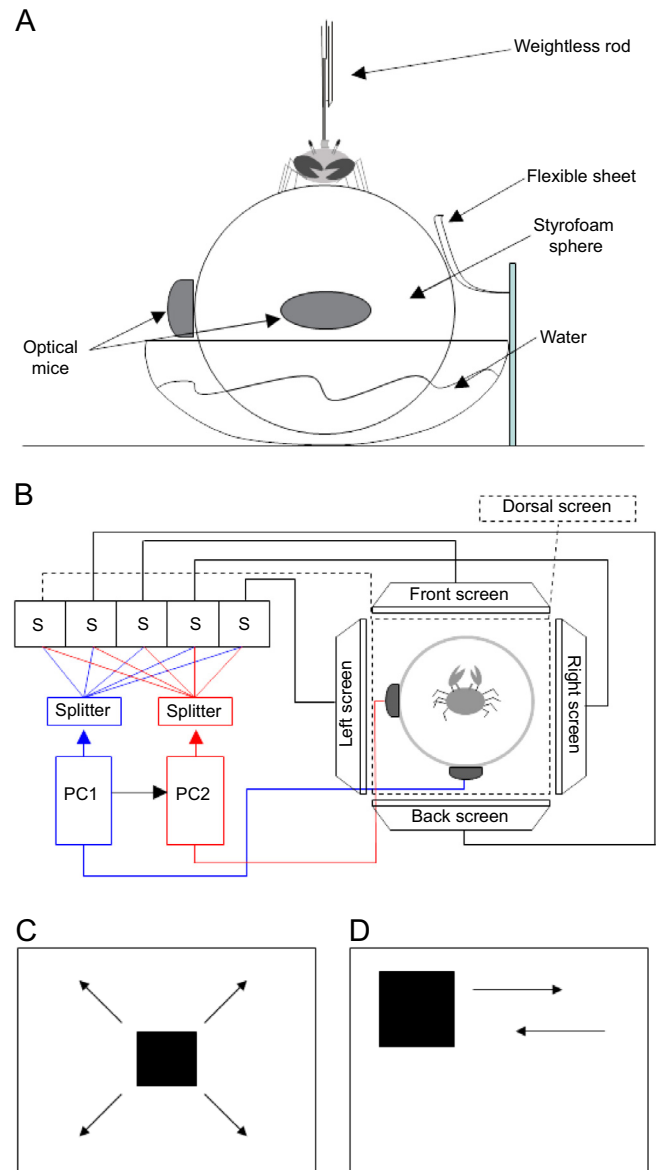 A
Weightless rod
Flexible sheet
Styrofoam
sphere
Optical
mice
Water
B
Dorsal screen
Front screen
S S S S S
Left screen
Right screen
Splitter Splitter
PC1 PC2
Back screen
C D